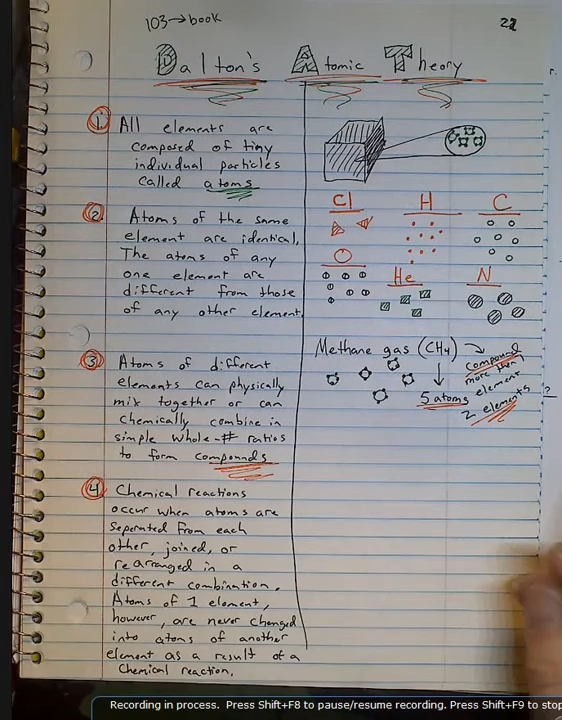 103→book
22
Dalton's Atomic Theory
1. All elements are
composed of tiny
individual particles
called atoms
2. Atoms of the same
element are identical.
The atoms of any
one element are
different from those
of any other element.
3. Atoms of different
elements can physically
mix together or can
chemically combine in
simple whole-# ratios
to form compounds
4. Chemical reactions
occur when atoms are
seperated from each
other, joined, or
rearranged in a
different combination.
Atoms of 1 element,
however, are never changed
into atoms of another
element as a result of a
Chemical reaction.
Cl H C
O He N
Methane gas (CH4) →
compound
more then 1
element
5 atoms
2 elements
Recording in process. Press Shift+F8 to pause/resume recording. Press Shift+F9 to stop